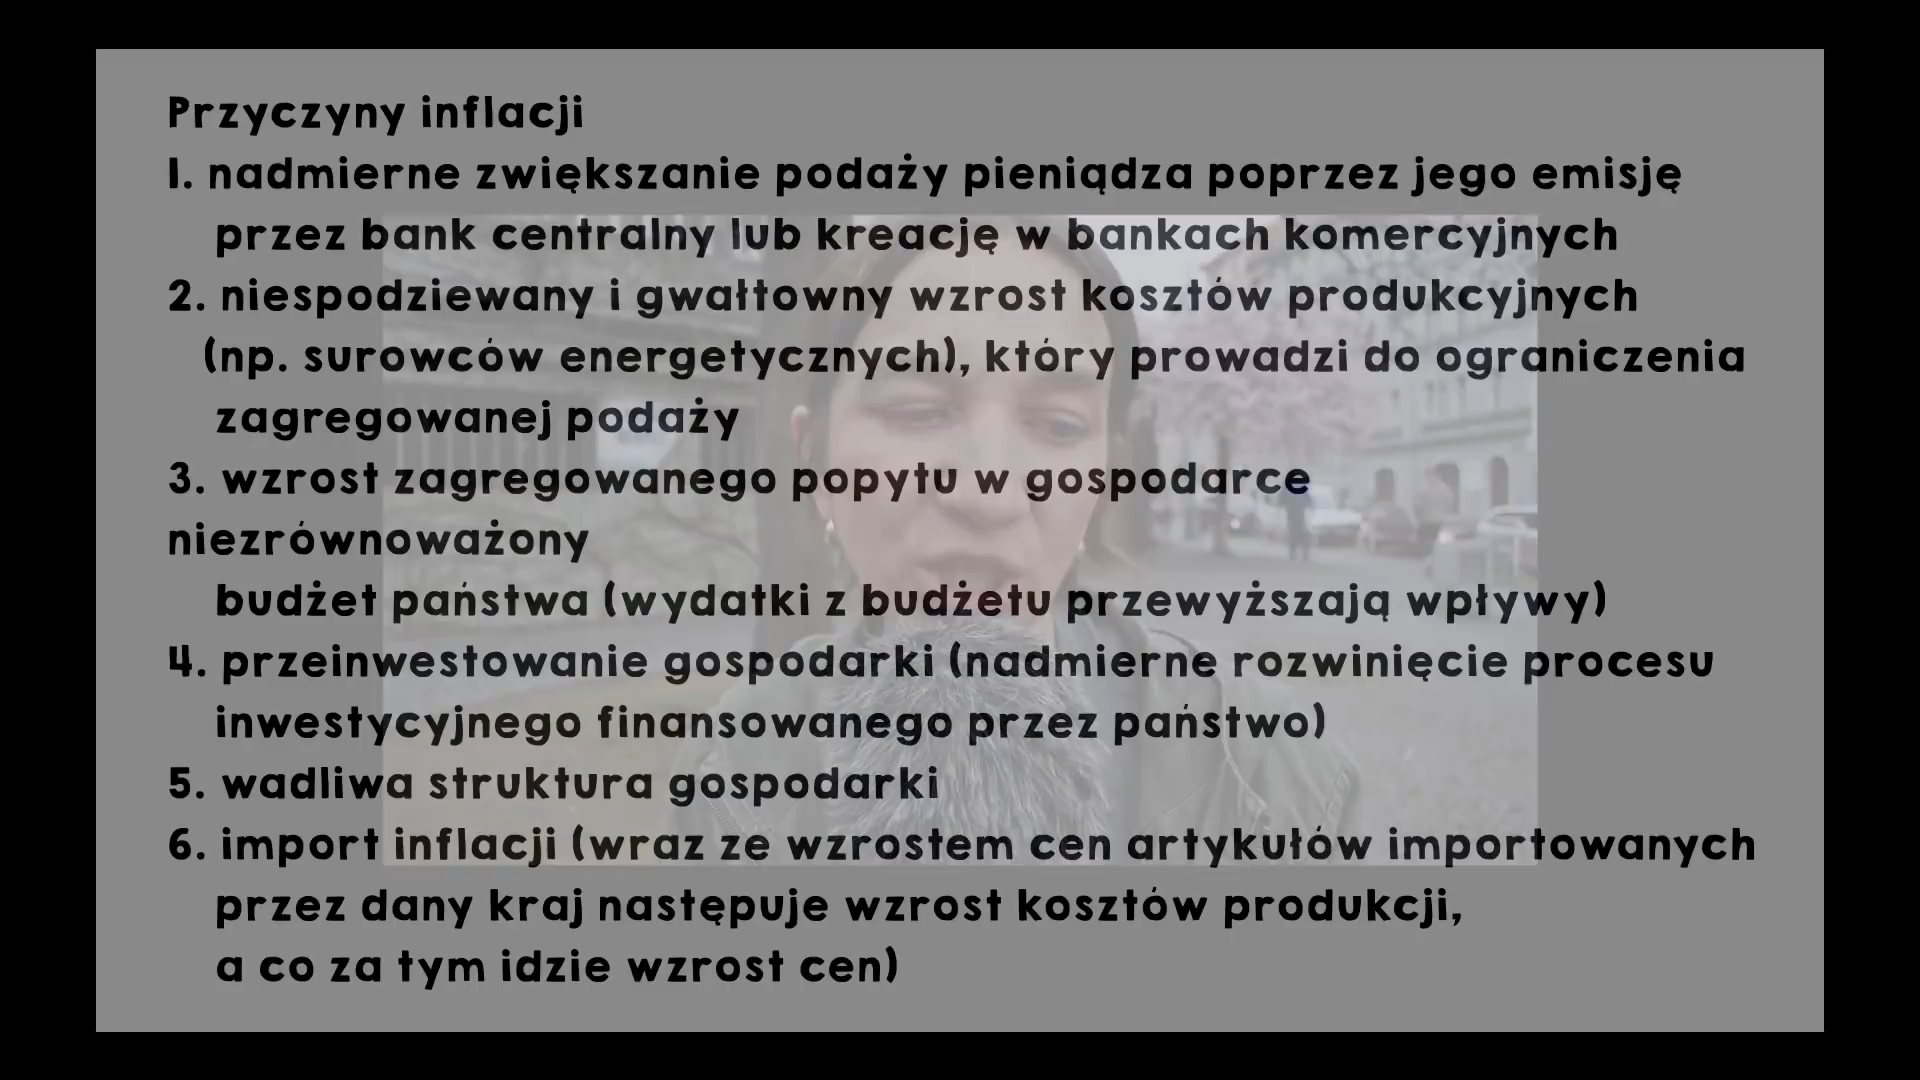 Przyczyny inflacji
1. nadmierne zwiększanie podaży pieniądza poprzez jego emisję
przez bank centralny lub kreację w bankach komercyjnych
2. niespodziewany i gwałtowny wzrost kosztów produkcyjnych
(np. surowców energetycznych), który prowadzi do ograniczenia
zagregowanej podaży
3. wzrost zagregowanego popytu w gospodarce
niezrównoważony
budżet państwa (wydatki z budżetu przewyższają wpływy)
4. przeinwestowanie gospodarki (nadmierne rozwinięcie procesu
inwestycyjnego finansowanego przez państwo)
5. wadliwa struktura gospodarki
6. import inflacji (wraz ze wzrostem cen artykułów importowanych
przez dany kraj następuje wzrost kosztów produkcji,
a co za tym idzie wzrost cen)